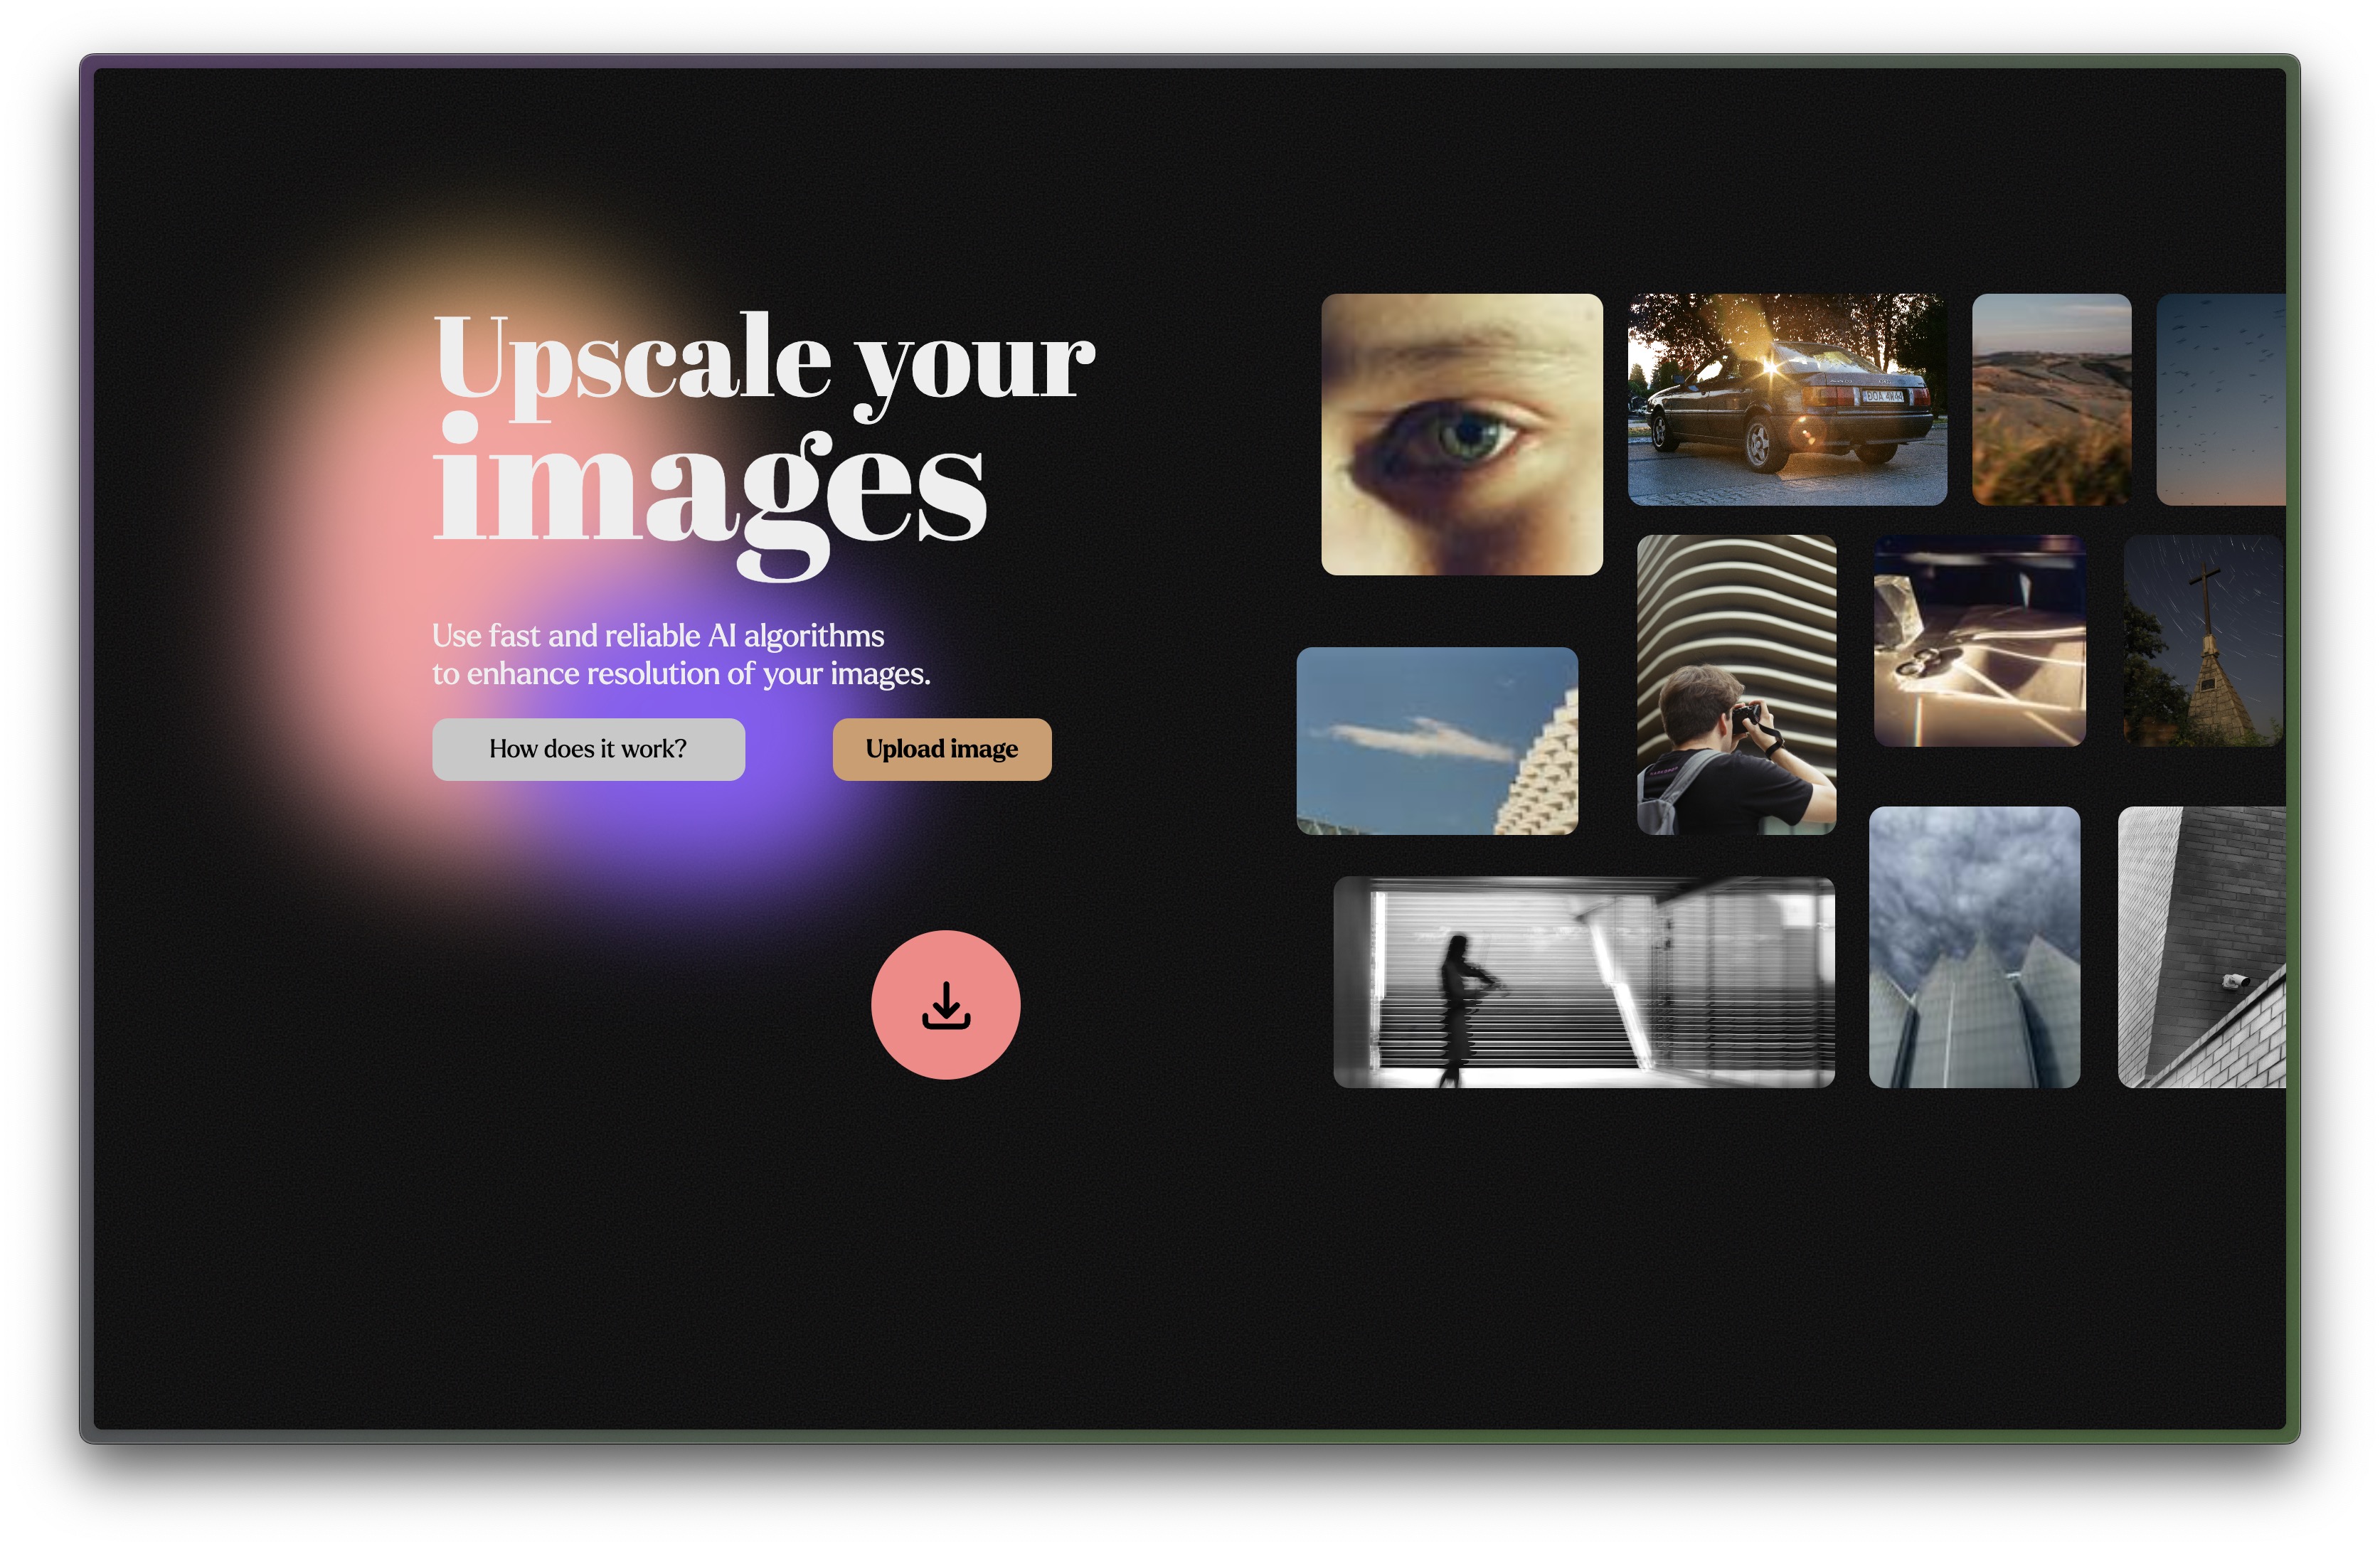 Upscale your
images
Use fast and reliable AI algorithms
to enhance resolution of your images.
How does it work?
Upload image